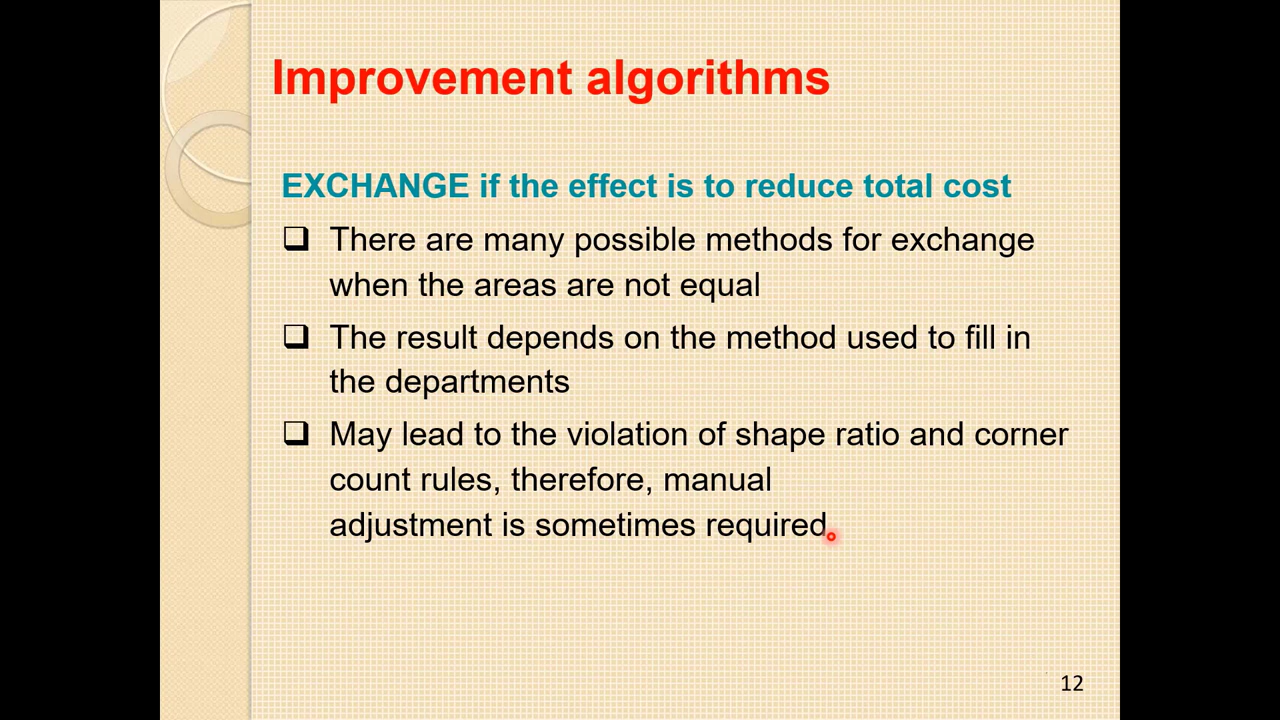 Improvement algorithms
EXCHANGE if the effect is to reduce total cost
❑ There are many possible methods for exchange
when the areas are not equal
❑ The result depends on the method used to fill in
the departments
❑ May lead to the violation of shape ratio and corner
count rules, therefore, manual
adjustment is sometimes required.
12